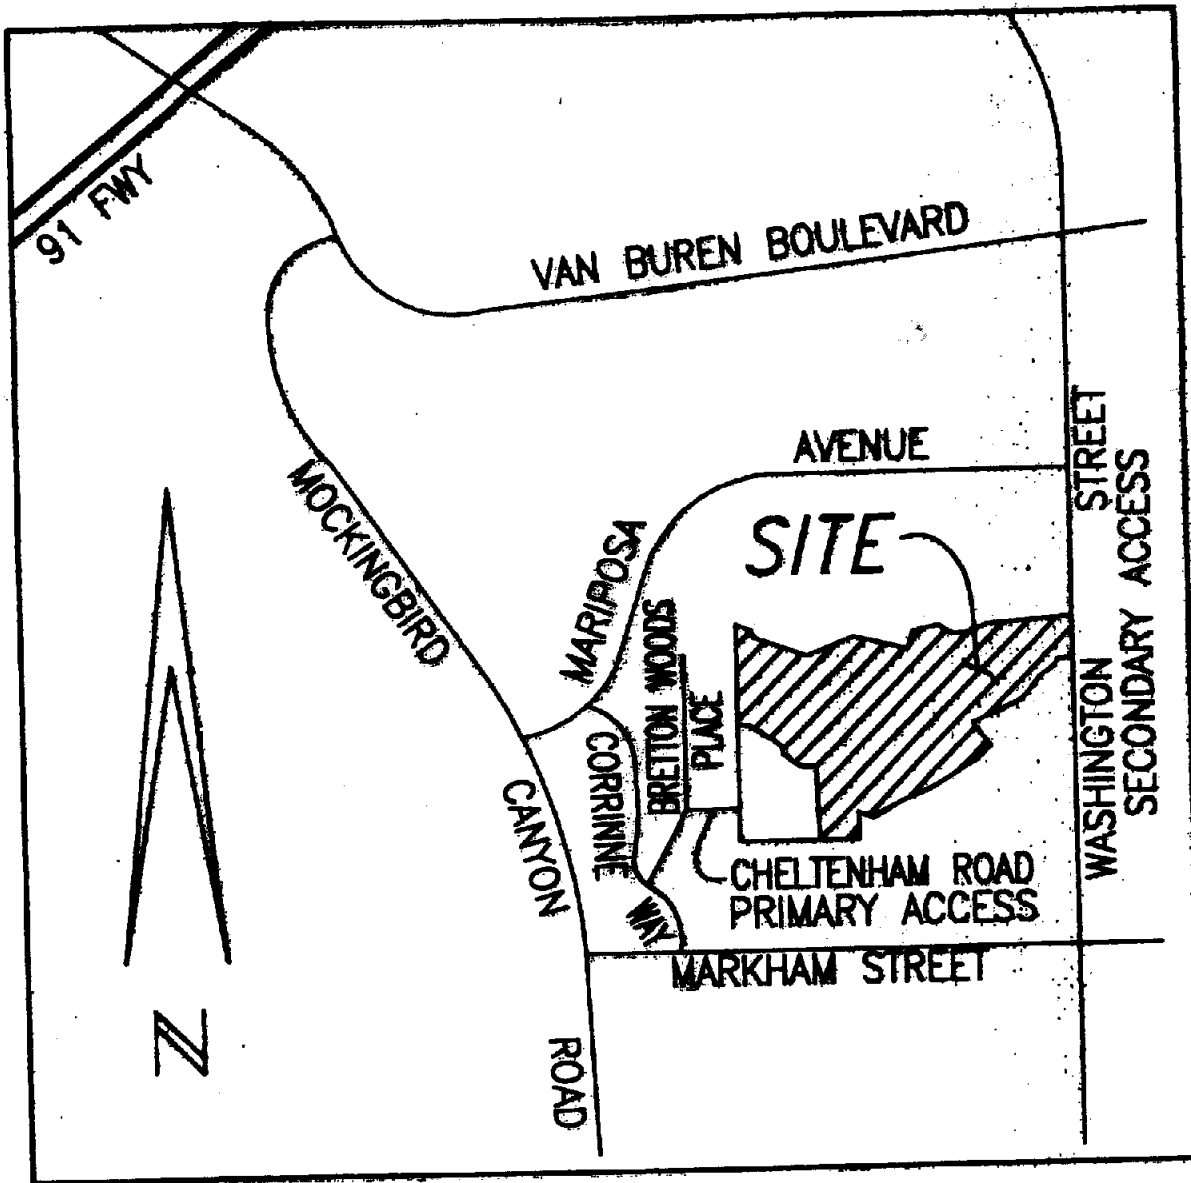 91 FWY
VAN BUREN BOULEVARD
AVENUE
STREET
SECONDARY ACCESS
MOCKINGBIRD
MARIPOSA
SITE
BRETTON WOODS
PLACE
WASHINGTON
CORRINNE
CANYON
CHELTENHAM ROAD
PRIMARY ACCESS
WAY
MARKHAM STREET
N
ROAD